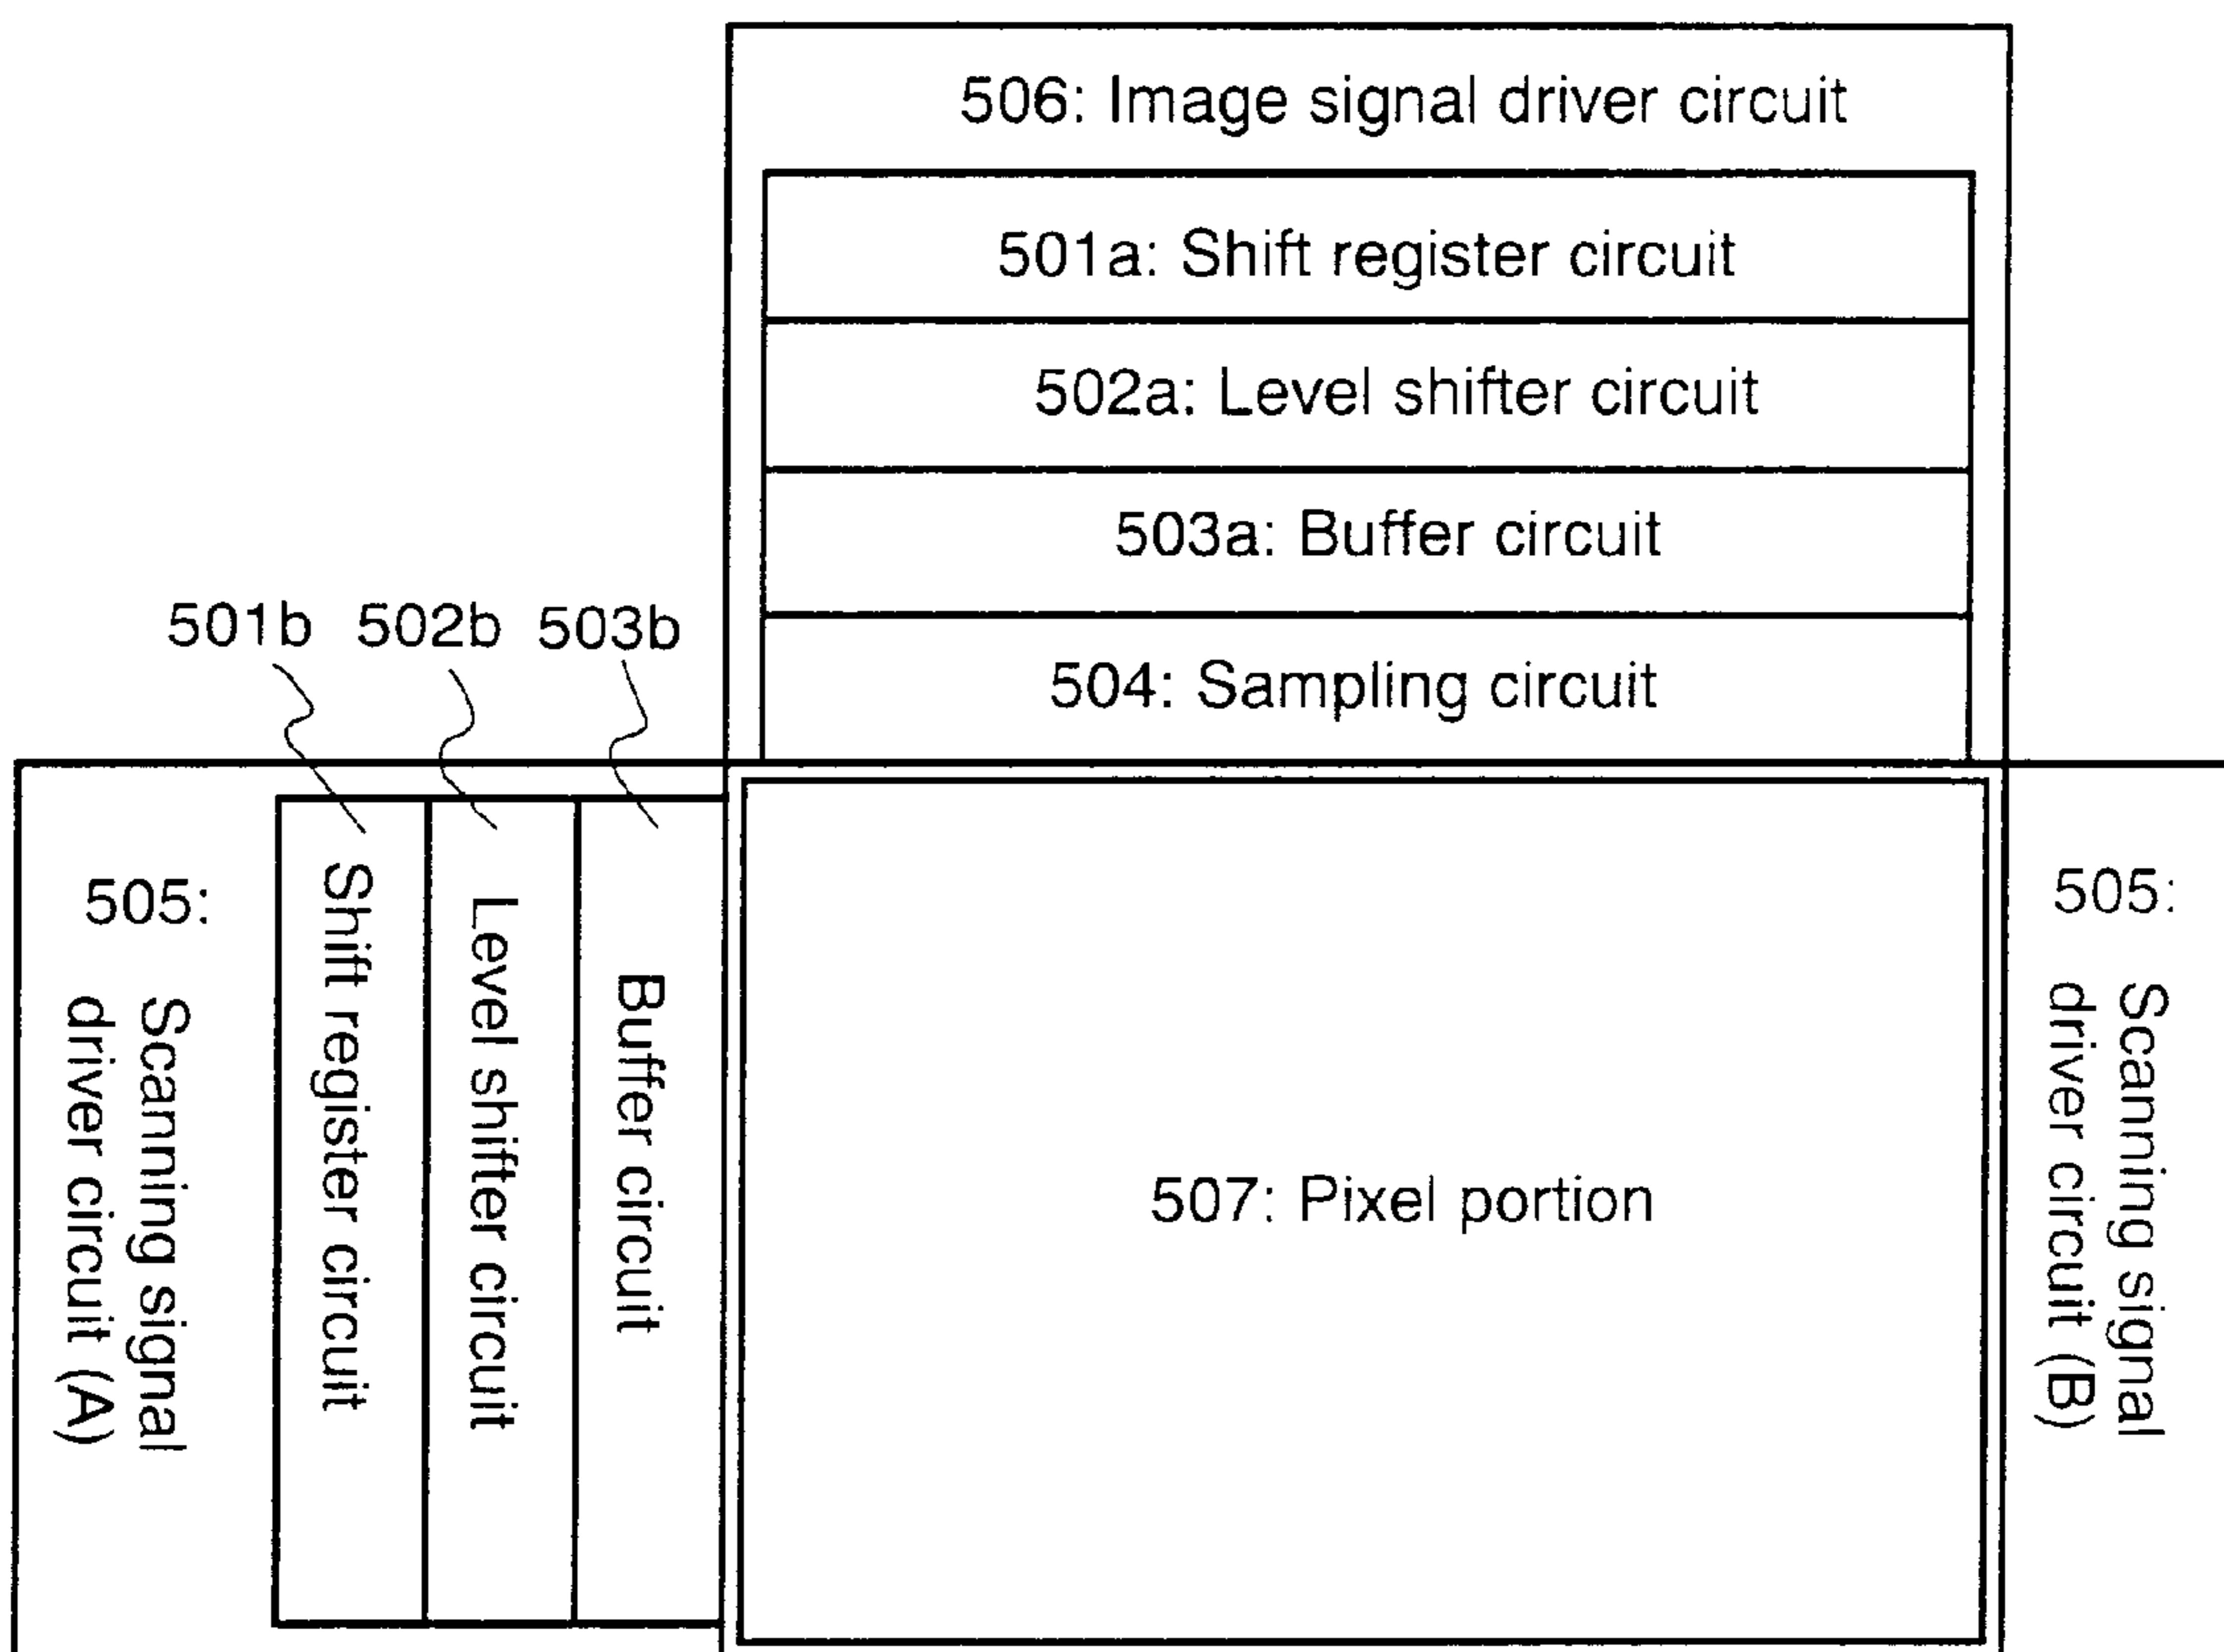 506: Image signal driver circuit
501a: Shift register circuit
502a: Level shifter circuit
503a: Buffer circuit
504: Sampling circuit
501b 502b 503b
505:
Scanning signal
driver circuit (A)
Shift register circuit
Level shifter circuit
Buffer circuit
507: Pixel portion
505:
Scanning signal
driver circuit (B)